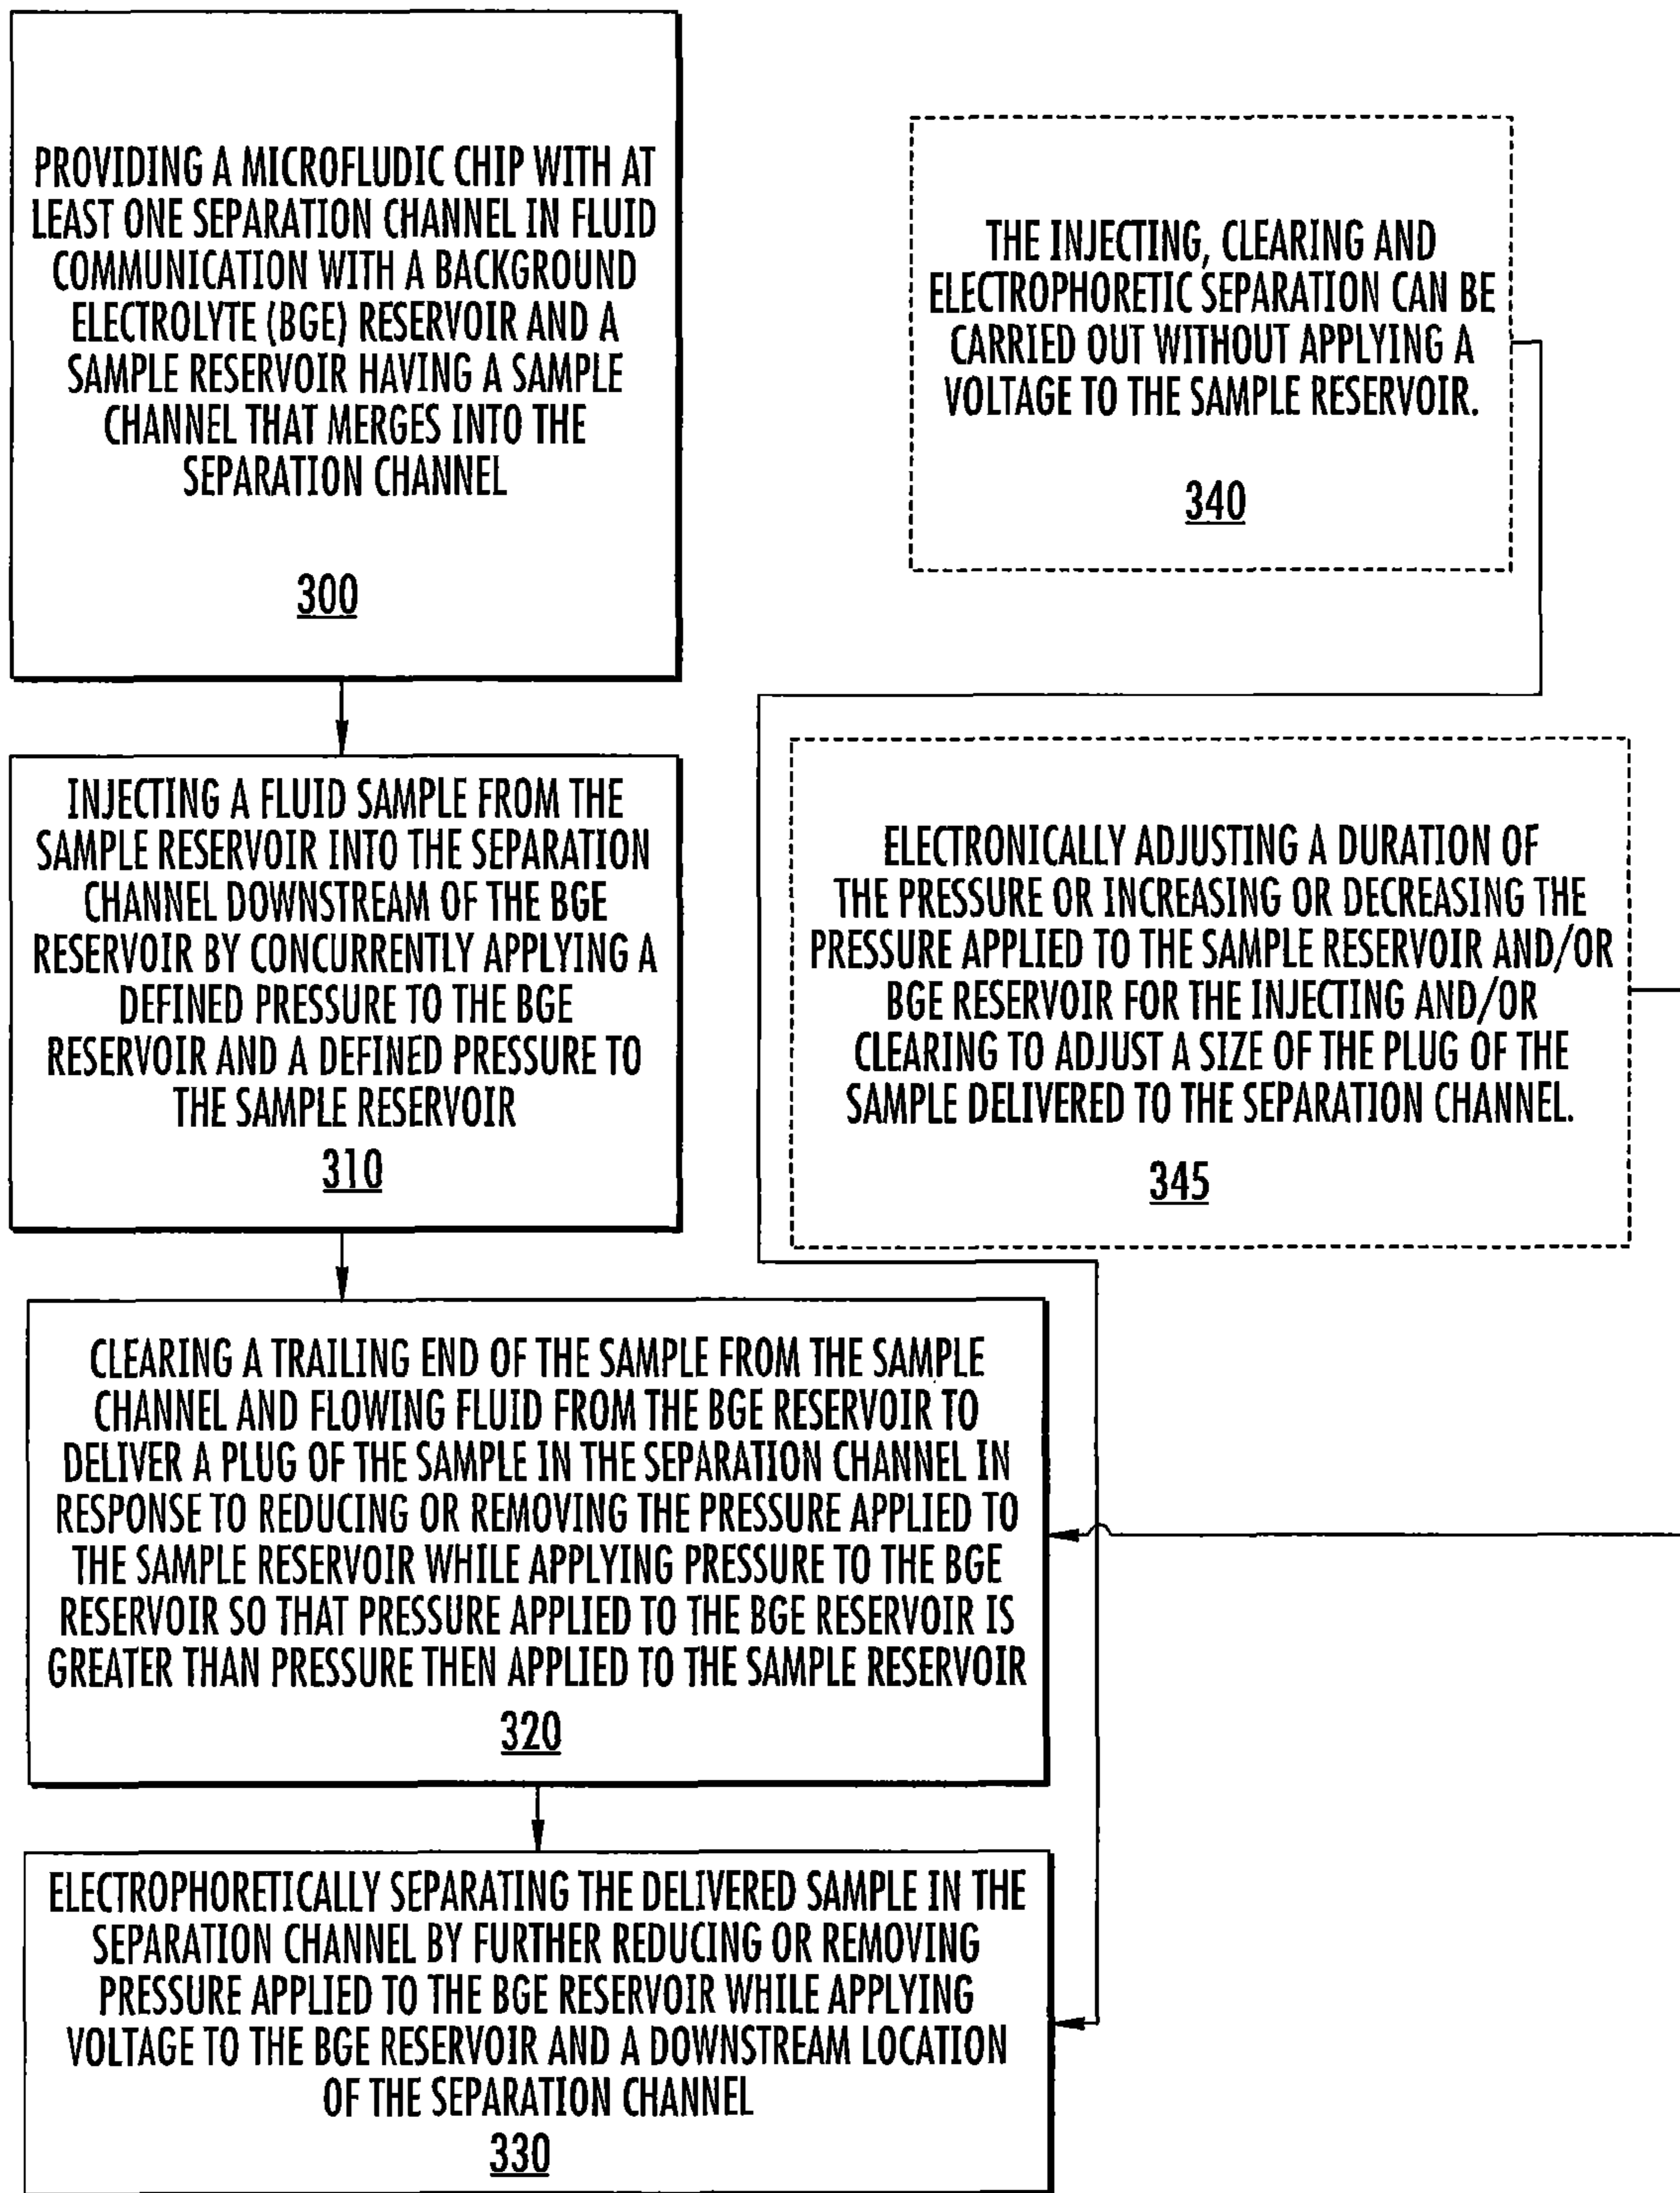 PROVIDING A MICROFLUDIC CHIP WITH AT
LEAST ONE SEPARATION CHANNEL IN FLUID
COMMUNICATION WITH A BACKGROUND
ELECTROLYTE (BGE) RESERVOIR AND A
SAMPLE RESERVOIR HAVING A SAMPLE
CHANNEL THAT MERGES INTO THE
SEPARATION CHANNEL
300
INJECTING A FLUID SAMPLE FROM THE
SAMPLE RESERVOIR INTO THE SEPARATION
CHANNEL DOWNSTREAM OF THE BGE
RESERVOIR BY CONCURRENTLY APPLYING A
DEFINED PRESSURE TO THE BGE
RESERVOIR AND A DEFINED PRESSURE TO
THE SAMPLE RESERVOIR
310
CLEARING A TRAILING END OF THE SAMPLE FROM THE SAMPLE
CHANNEL AND FLOWING FLUID FROM THE BGE RESERVOIR TO
DELIVER A PLUG OF THE SAMPLE IN THE SEPARATION CHANNEL IN
RESPONSE TO REDUCING OR REMOVING THE PRESSURE APPLIED TO
THE SAMPLE RESERVOIR WHILE APPLYING PRESSURE TO THE BGE
RESERVOIR SO THAT PRESSURE APPLIED TO THE BGE RESERVOIR IS
GREATER THAN PRESSURE THEN APPLIED TO THE SAMPLE RESERVOIR
320
ELECTROPHORETICALLY SEPARATING THE DELIVERED SAMPLE IN THE
SEPARATION CHANNEL BY FURTHER REDUCING OR REMOVING
PRESSURE APPLIED TO THE BGE RESERVOIR WHILE APPLYING
VOLTAGE TO THE BGE RESERVOIR AND A DOWNSTREAM LOCATION
OF THE SEPARATION CHANNEL
330
THE INJECTING, CLEARING AND
ELECTROPHORETIC SEPARATION CAN BE
CARRIED OUT WITHOUT APPLYING A
VOLTAGE TO THE SAMPLE RESERVOIR.
340
ELECTRONICALLY ADJUSTING A DURATION OF
THE PRESSURE OR INCREASING OR DECREASING THE
PRESSURE APPLIED TO THE SAMPLE RESERVOIR AND/OR
BGE RESERVOIR FOR THE INJECTING AND/OR
CLEARING TO ADJUST A SIZE OF THE PLUG OF THE
SAMPLE DELIVERED TO THE SEPARATION CHANNEL.
345